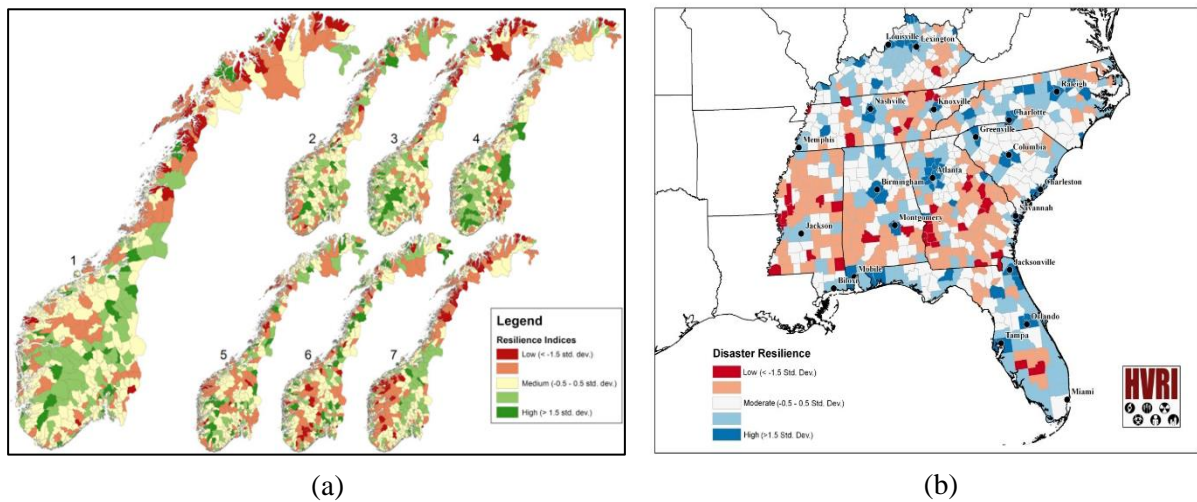 1
2
3
4
5
6
7
Legend
Resilience Indices
Low (< -1.5 std. dev.)
Medium (-0.5 - 0.5 std. dev.)
High (> 1.5 std. dev.)
(a)
Louisville
Lexington
Nashville
Knoxville
Raleigh
Charlotte
Memphis
Greenville
Columbia
Atlanta
Birmingham
Charleston
Montgomery
Savannah
Jackson
Mobile
Biloxi
Jacksonville
Orlando
Tampa
Miami
Disaster Resilience
Low (< -1.5 Std. Dev.)
Moderate (-0.5 - 0.5 Std. Dev.)
High (>1.5 Std. Dev.)
HVRI
(b)